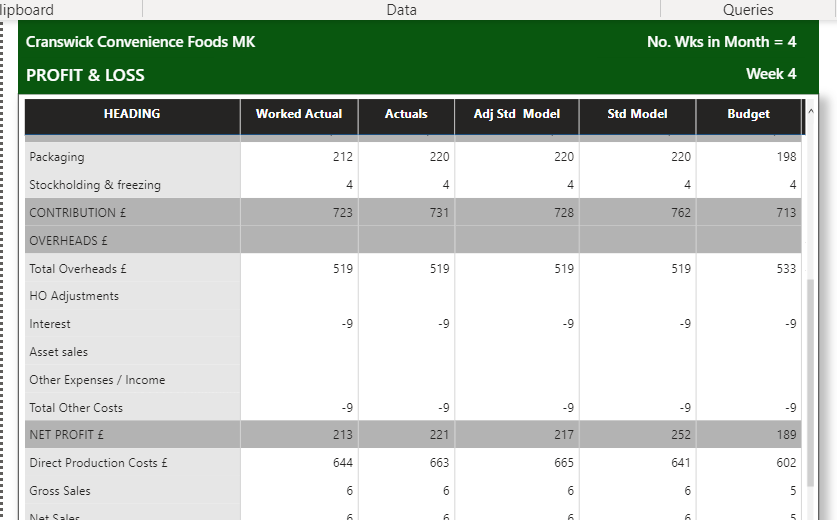 lipboard Data Queries
Cranswick Convenience Foods MK No. Wks in Month = 4
PROFIT & LOSS Week 4
HEADING Worked Actual Actuals Adj Std Model Std Model Budget
Packaging 212 220 220 220 198
Stockholding & freezing 4 4 4 4 4
CONTRIBUTION £ 723 731 728 762 713
OVERHEADS £
Total Overheads £ 519 519 519 519 533
HO Adjustments
Interest -9 -9 -9 -9 -9
Asset sales
Other Expenses / Income
Total Other Costs -9 -9 -9 -9 -9
NET PROFIT £ 213 221 217 252 189
Direct Production Costs £ 644 663 665 641 602
Gross Sales 6 6 6 6 5
Net Sales 6 6 6 6 5